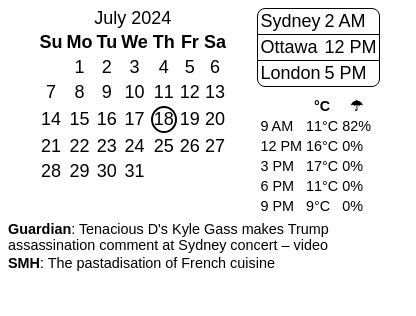 July 2024
Su Mo Tu We Th Fr Sa
1 2 3 4 5 6
7 8 9 10 11 12 13
14 15 16 17 18 19 20
21 22 23 24 25 26 27
28 29 30 31
Sydney 2 AM
Ottawa 12 PM
London 5 PM
°C ☂
9 AM 11°C 82%
12 PM 16°C 0%
3 PM 17°C 0%
6 PM 11°C 0%
9 PM 9°C 0%
Guardian: Tenacious D's Kyle Gass makes Trump
assassination comment at Sydney concert – video
SMH: The pastadisation of French cuisine